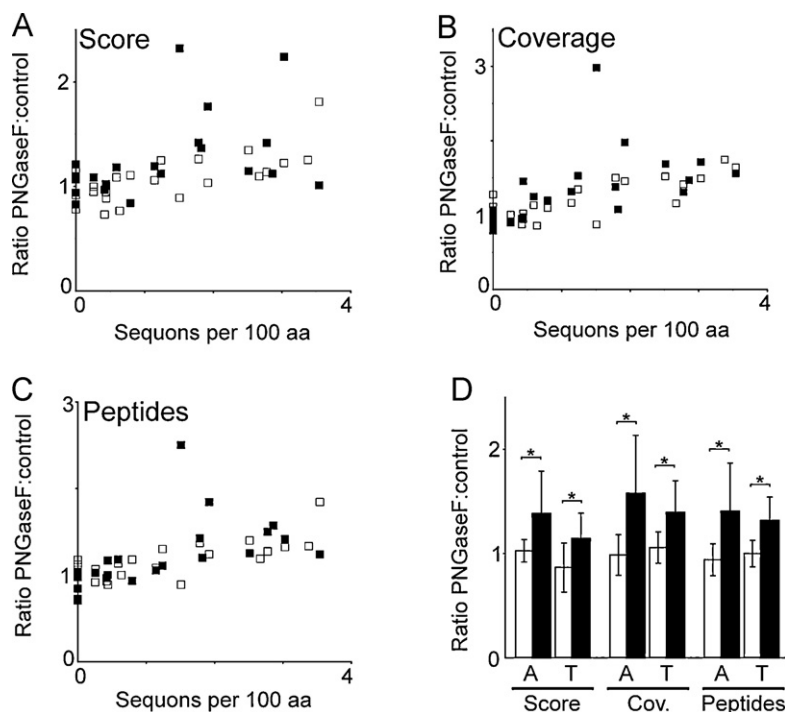 A
Score
Ratio PNGaseF:control
2
1
0
0
4
Sequons per 100 aa
B
Coverage
Ratio PNGaseF:control
3
1
0
0
4
Sequons per 100 aa
C
Peptides
Ratio PNGaseF:control
3
1
0
0
4
Sequons per 100 aa
D
Ratio PNGaseF:control
2
1
0
* * * * * *
A T A T A T
Score Cov. Peptides